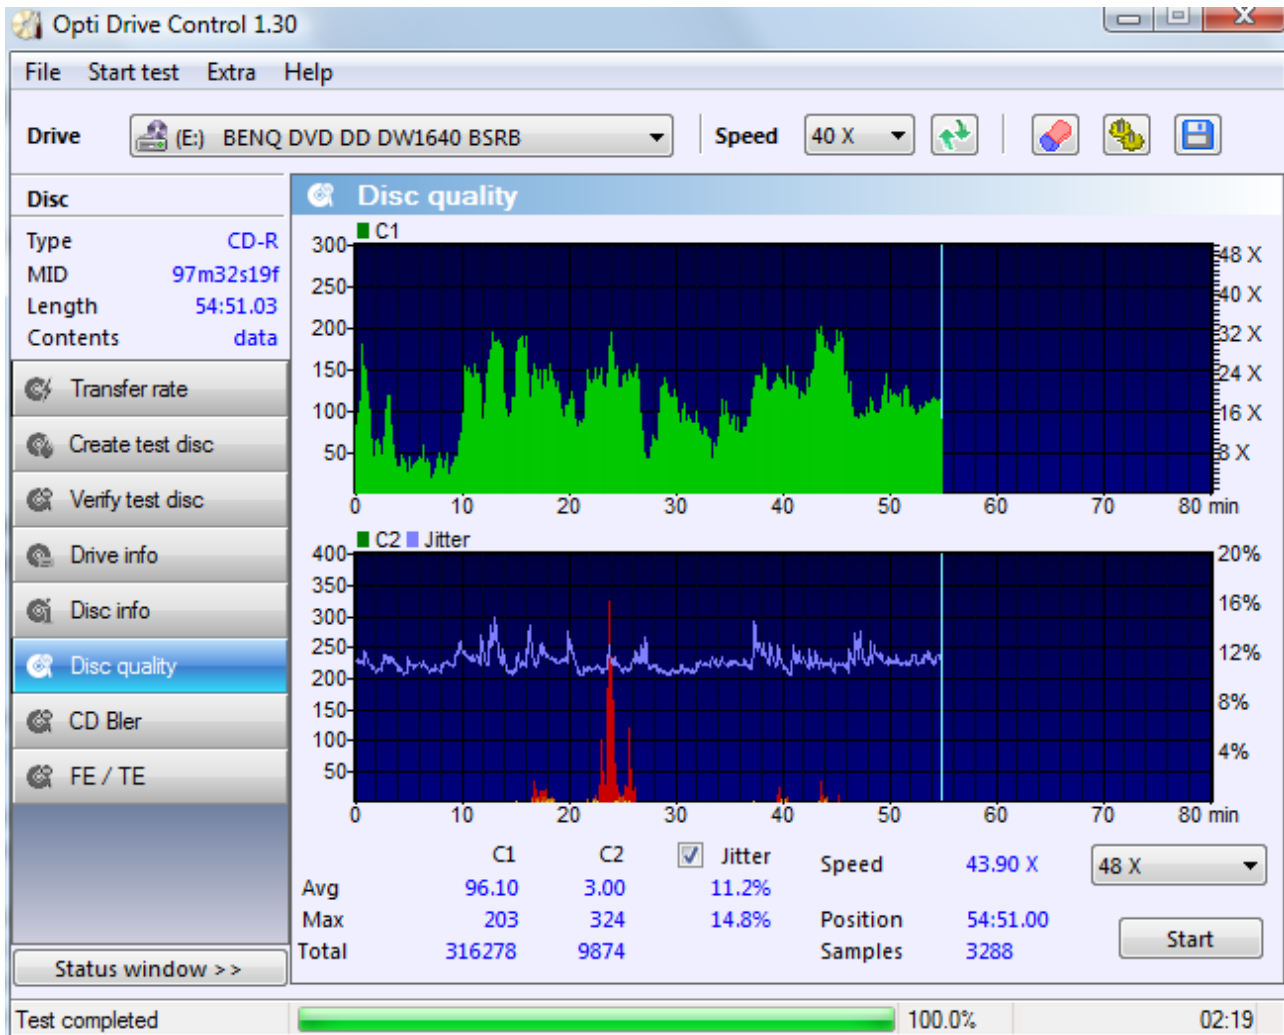 Opti Drive Control 1.30
File Start test Extra Help
Drive (E:) BENQ DVD DD DW1640 BSRB Speed 40 X
Disc
Type CD-R
MID 97m32s19f
Length 54:51.03
Contents data
Transfer rate
Create test disc
Verify test disc
Drive info
Disc info
Disc quality
CD Bler
FE / TE
Status window >>
Disc quality
C1
300 48 X
250 40 X
200 32 X
150 24 X
100 16 X
50 8 X
0 10 20 30 40 50 60 70 80 min
C2 Jitter
400 20%
350
300 16%
250 12%
200
150 8%
100 4%
50
0 10 20 30 40 50 60 70 80 min
C1 C2 Jitter Speed 43.90 X 48 X
Avg 96.10 3.00 11.2%
Max 203 324 14.8% Position 54:51.00
Total 316278 9874 Samples 3288 Start
Test completed 100.0% 02:19